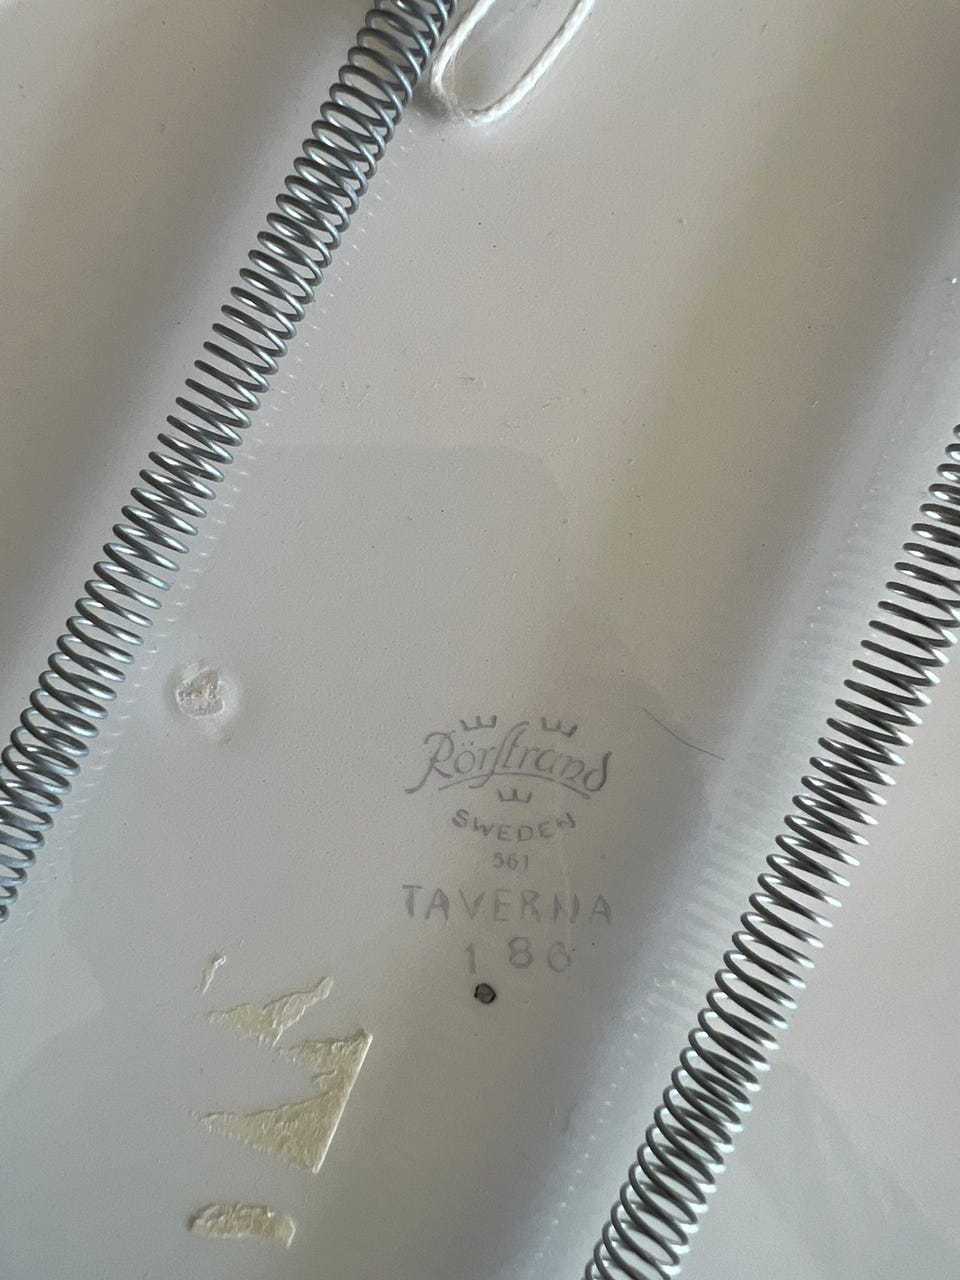 Rörstrand
SWEDEN
561
TAVERNA
186